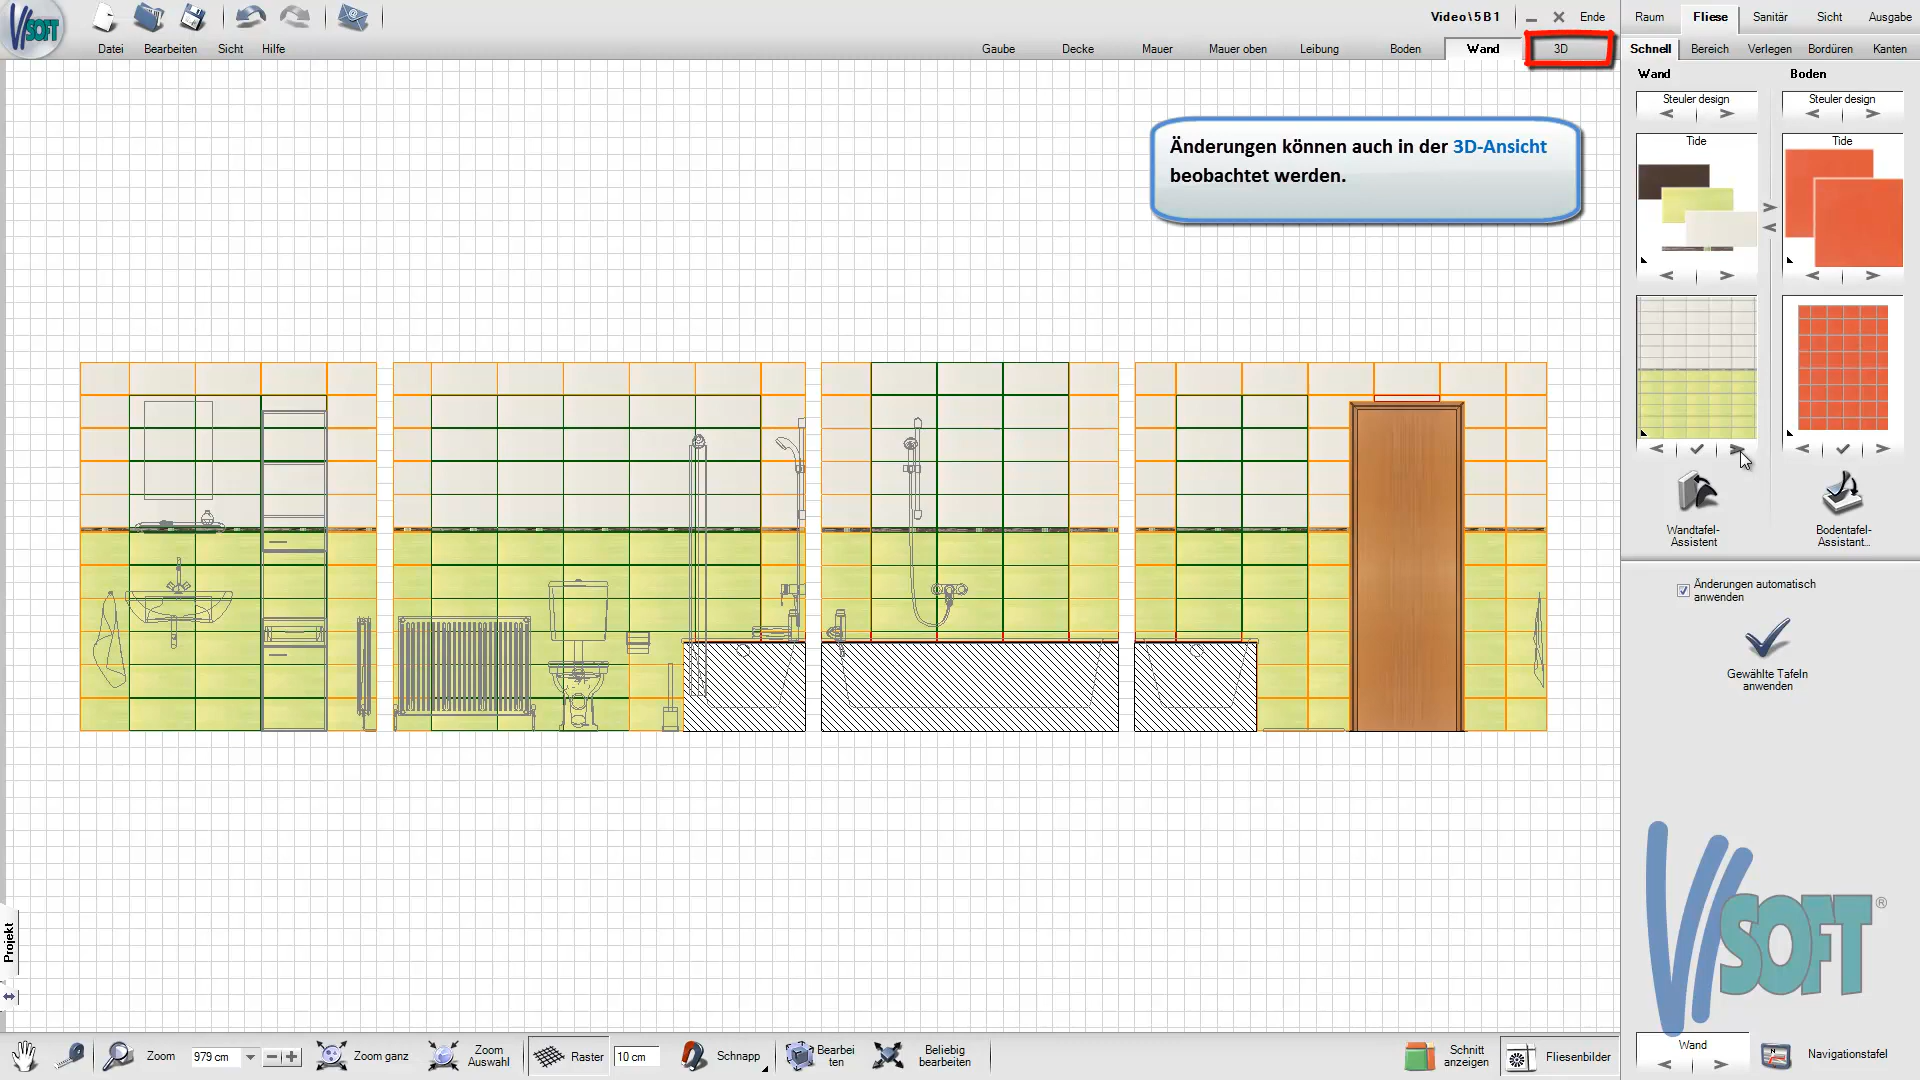 VSOFT
Datei
Bearbeiten
Sicht
Hilfe
Video\5B1
Ende
Gaube
Decke
Mauer
Mauer oben
Leibung
Boden
Wand
3D
Raum
Fliese
Sanitär
Sicht
Ausgabe
Schnell
Bereich
Verlegen
Bordüren
Kanten
Wand
Boden
Steuler design
Steuler design
Tide
Tide
Änderungen können auch in der 3D-Ansicht
beobachtet werden.
Wandtafel-
Assistent
Bodentafel-
Assistant...
Änderungen automatisch
anwenden
Gewählte Tafeln
anwenden
VSOFT®
Projekt
Zoom
979 cm
Zoom ganz
Zoom
Auswahl
Raster
10 cm
Schnapp
Bearbei
ten
Beliebig
bearbeiten
Schnitt
anzeigen
Fliesenbilder
Wand
Navigationstafel